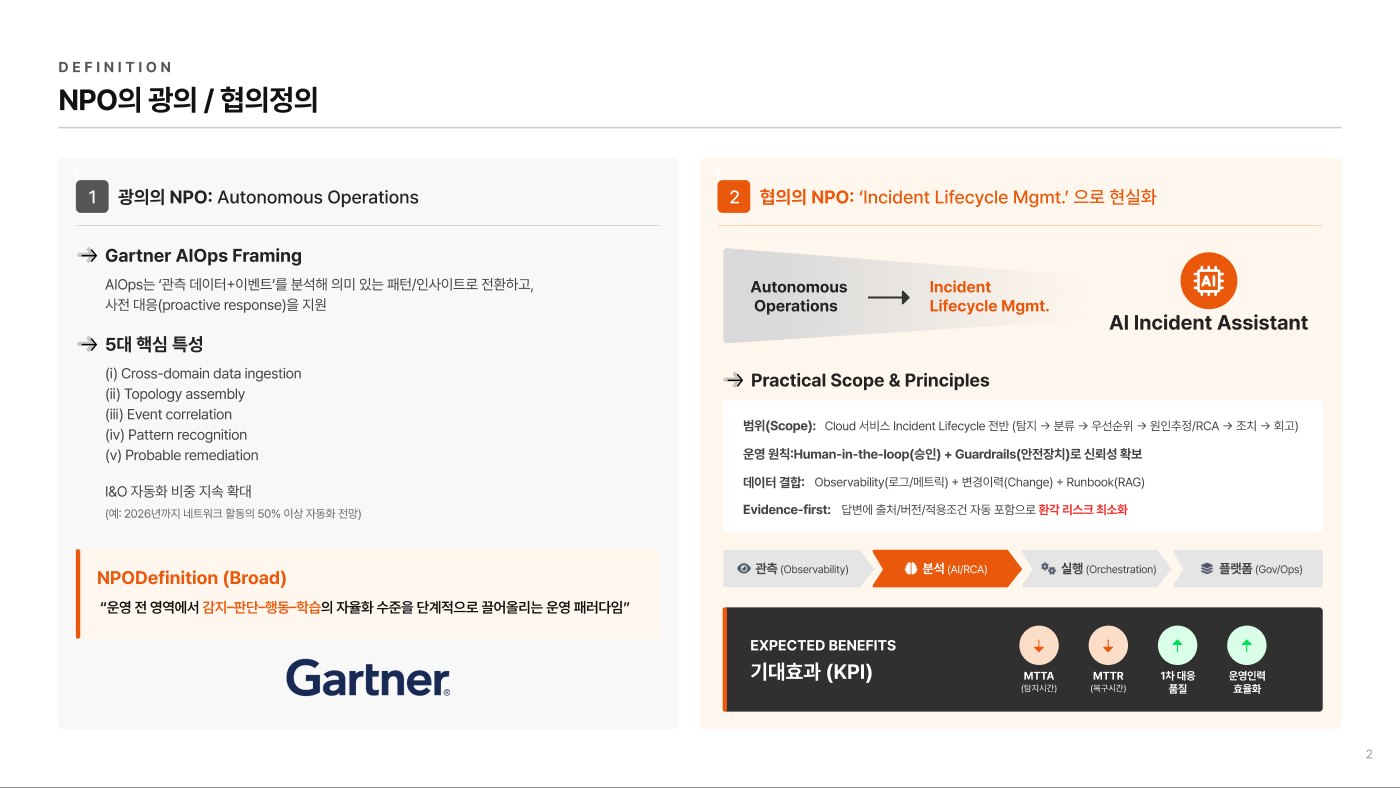 DEFINITION
NPO의 광의 / 협의정의
1 광의의 NPO: Autonomous Operations
Gartner AIOps Framing
AIOps는 ‘관측 데이터+이벤트’를 분석해 의미 있는 패턴/인사이트로 전환하고,
사전 대응(proactive response)을 지원
5대 핵심 특성
(i) Cross-domain data ingestion
(ii) Topology assembly
(iii) Event correlation
(iv) Pattern recognition
(v) Probable remediation
I&O 자동화 비중 지속 확대
(예: 2026년까지 네트워크 활동의 50% 이상 자동화 전망)
NPODefinition (Broad)
“운영 전 영역에서 감지–판단–행동–학습의 자율화 수준을 단계적으로 끌어올리는 운영 패러다임”
Gartner®
2 협의의 NPO: ‘Incident Lifecycle Mgmt.’ 으로 현실화
Autonomous
Operations
→
Incident
Lifecycle Mgmt.
AI
AI Incident Assistant
Practical Scope & Principles
범위(Scope): Cloud 서비스 Incident Lifecycle 전반 (탐지 → 분류 → 우선순위 → 원인추정/RCA → 조치 → 회고)
운영 원칙:Human-in-the-loop(승인) + Guardrails(안전장치)로 신뢰성 확보
데이터 결합: Observability(로그/메트릭) + 변경이력(Change) + Runbook(RAG)
Evidence-first: 답변에 출처/버전/적용조건 자동 포함으로 환각 리스크 최소화
관측 (Observability)
분석 (AI/RCA)
실행 (Orchestration)
플랫폼 (Gov/Ops)
EXPECTED BENEFITS
기대효과 (KPI)
MTTA
(탐지시간)
MTTR
(복구시간)
1차 대응
품질
운영인력
효율화
2